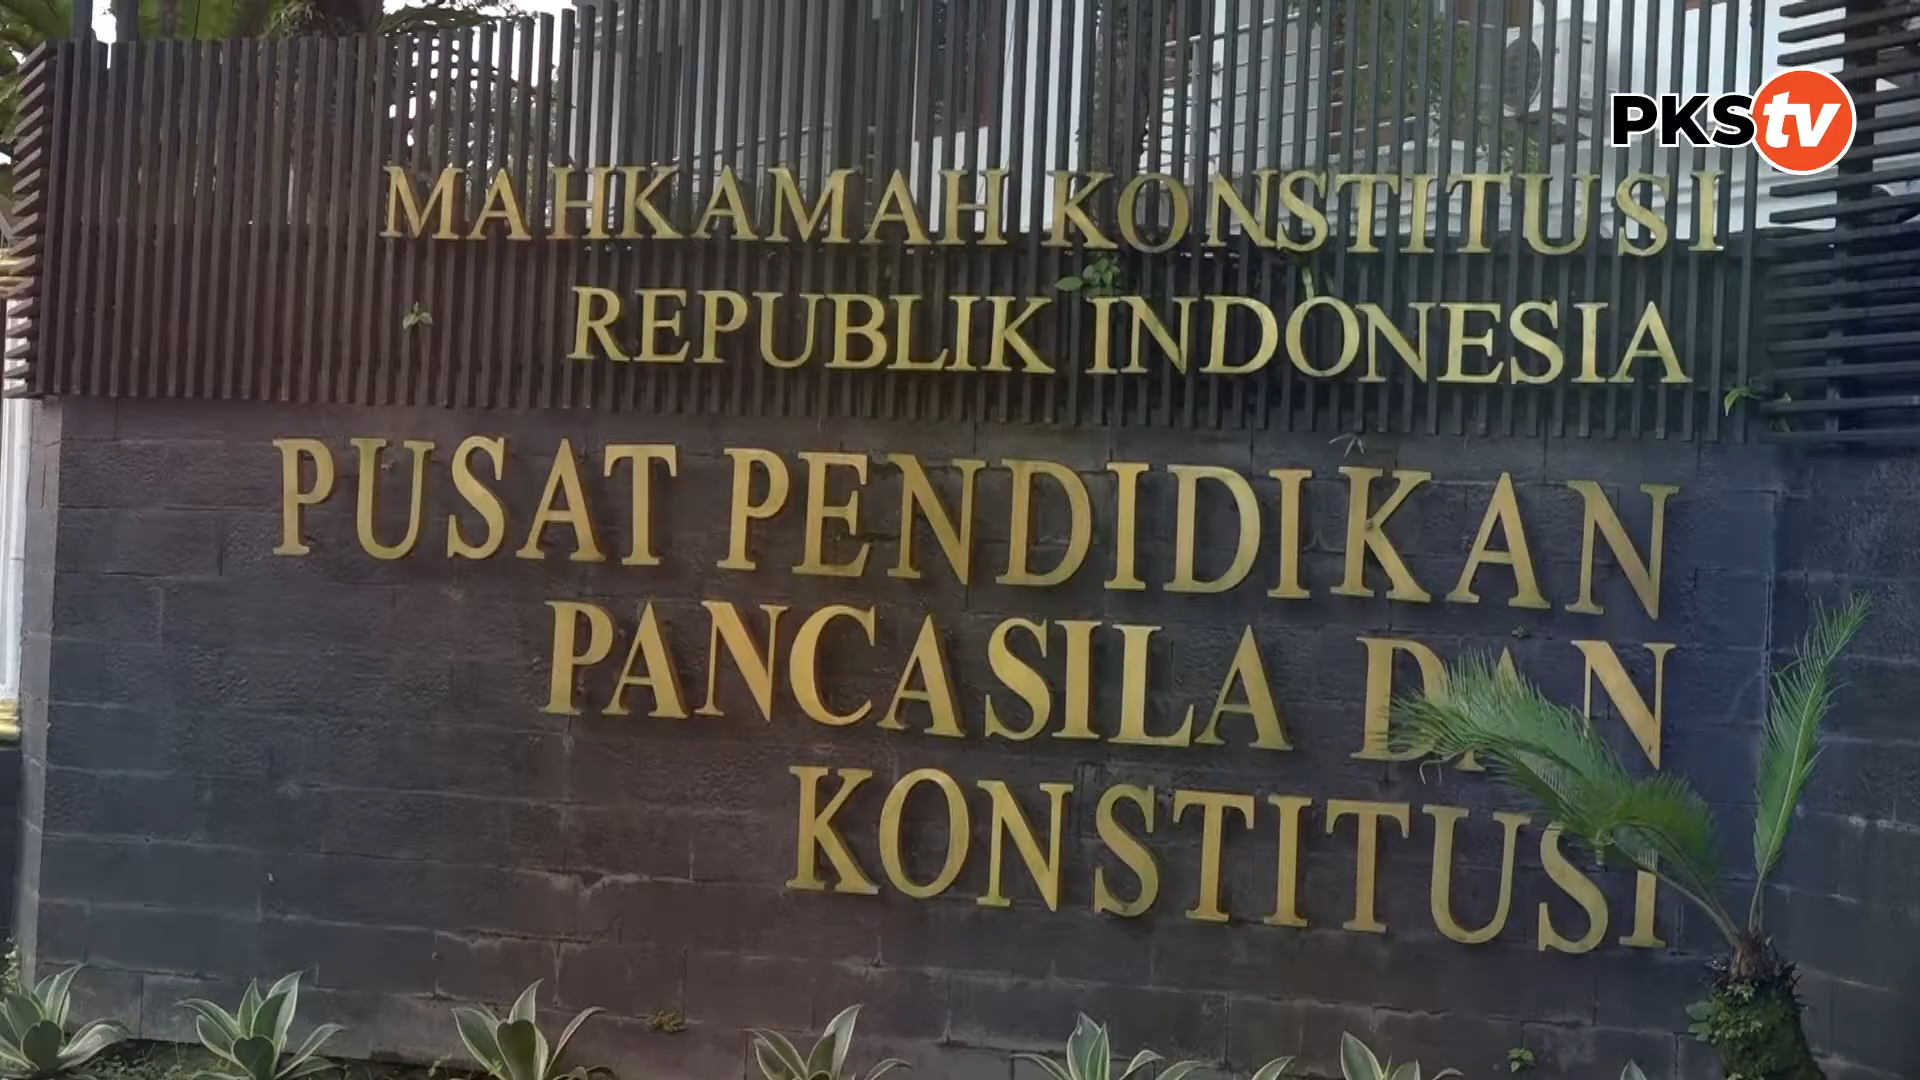 PKStv
MAHKAMAH KONSTITUSI
REPUBLIK INDONESIA
PUSAT PENDIDIKAN
PANCASILA DAN
KONSTITUSI